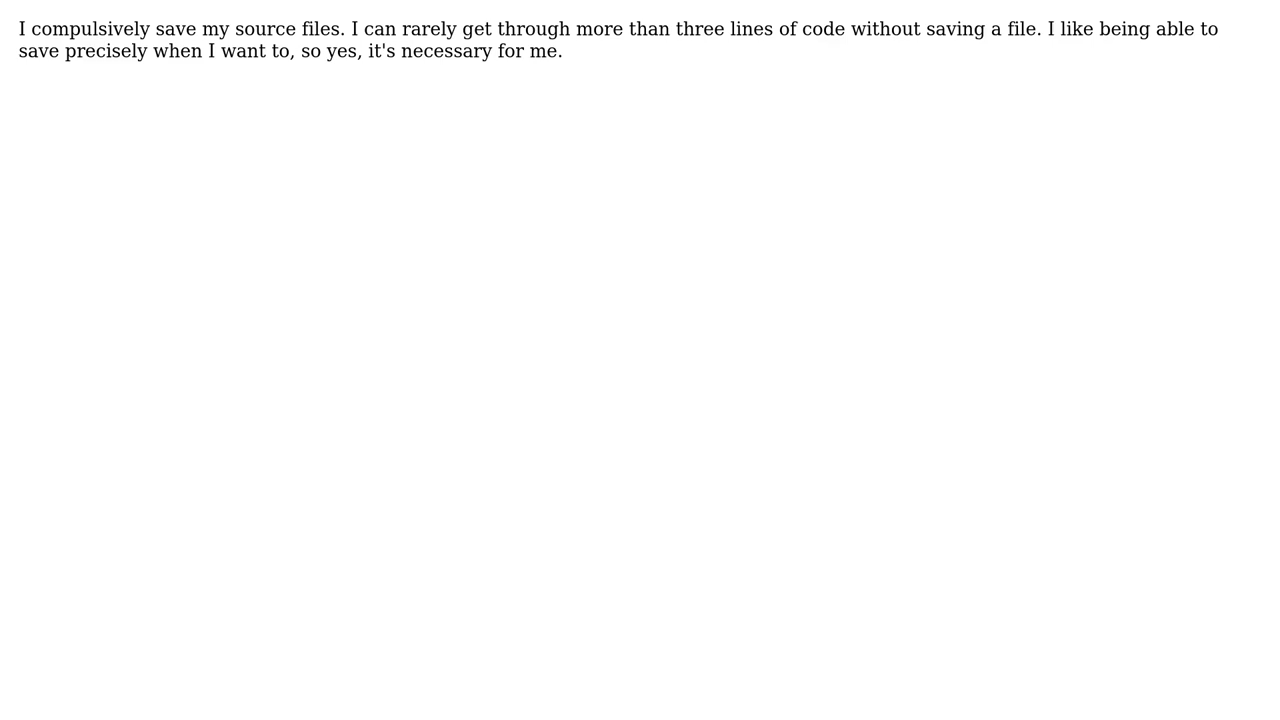 I compulsively save my source files. I can rarely get through more than three lines of code without saving a file. I like being able to
save precisely when I want to, so yes, it's necessary for me.